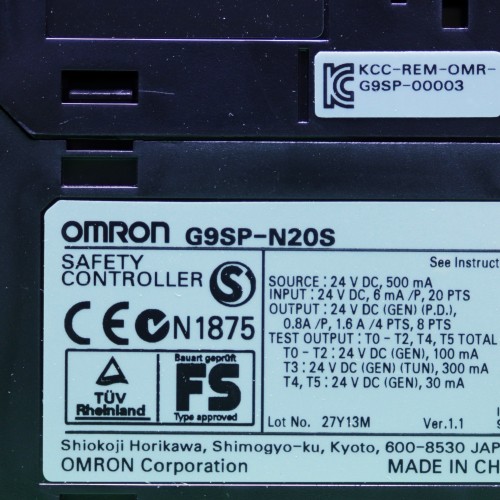 KCC-REM-OMR-
G9SP-00003
OMRON G9SP-N20S
SAFETY
CONTROLLER S
See Instruct
SOURCE : 24 V DC, 500 mA
INPUT : 24 V DC, 6 mA /P, 20 PTS
OUTPUT : 24 V DC (GEN) (P.D.),
0.8A /P, 1.6 A /4 PTS, 8 PTS
TEST OUTPUT : T0 - T2, T4, T5 TOTAL
T0 - T2 : 24 V DC (GEN), 100 mA
T3 : 24 V DC (GEN) (TUN), 300 mA
T4, T5 : 24 V DC (GEN), 30 mA
CE N1875
TÜV
Rheinland
Bauart geprüft
FS
Type approved
Lot No. 27Y13M Ver.1.1
Shiokoji Horikawa, Shimogyo-ku, Kyoto, 600-8530 JAP
OMRON Corporation MADE IN CH